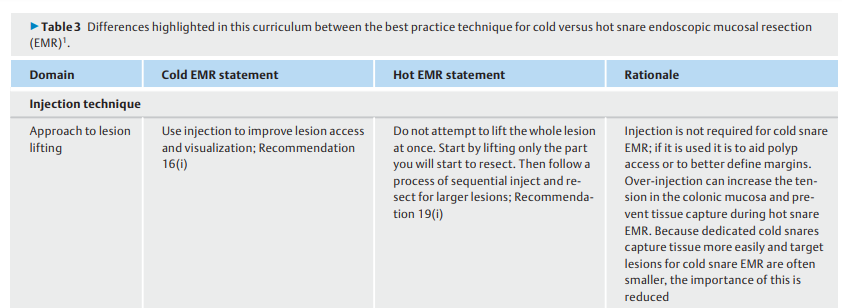 ▶ Table 3 Differences highlighted in this curriculum between the best practice technique for cold versus hot snare endoscopic mucosal resection
(EMR)¹.
Domain
Cold EMR statement
Hot EMR statement
Rationale
Injection technique
Approach to lesion
lifting
Use injection to improve lesion access
and visualization; Recommendation
16(i)
Do not attempt to lift the whole lesion
at once. Start by lifting only the part
you will start to resect. Then follow a
process of sequential inject and re-
sect for larger lesions; Recommenda-
tion 19(i)
Injection is not required for cold snare
EMR; if it is used it is to aid polyp
access or to better define margins.
Over-injection can increase the ten-
sion in the colonic mucosa and pre-
vent tissue capture during hot snare
EMR. Because dedicated cold snares
capture tissue more easily and target
lesions for cold snare EMR are often
smaller, the importance of this is
reduced